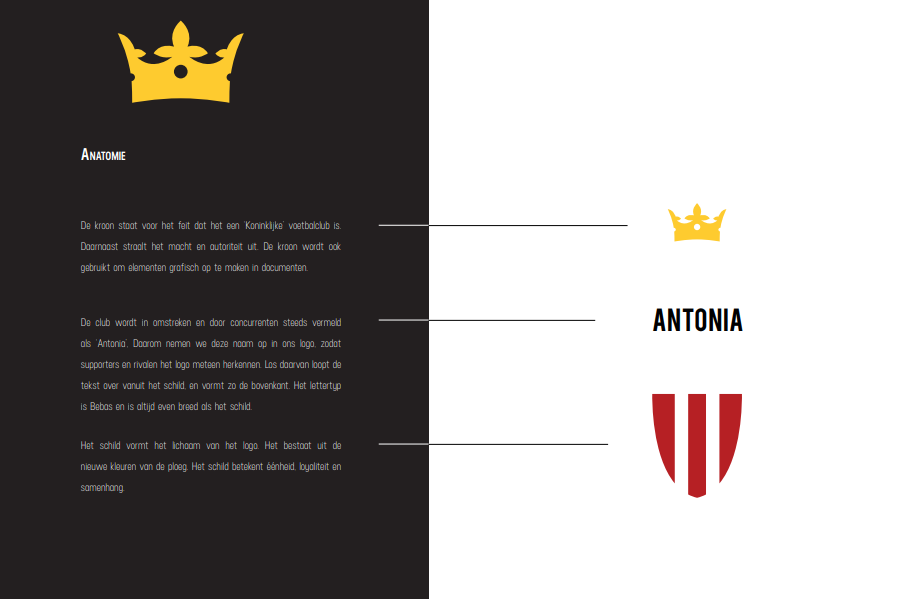 Anatomie
De kroon staat voor het feit dat het een 'Koninklijke' voetbalclub is.
Daarnaast straalt het macht en autoriteit uit. De kroon wordt ook
gebruikt om elementen grafisch op te maken in documenten.
De club wordt in omstreken en door concurrenten steeds vermeld
als 'Antonia'. Daarom nemen we deze naam op in ons logo, zodat
supporters en rivalen het logo meteen herkennen. Los daarvan loopt de
tekst over vanuit het schild, en vormt zo de bovenkant. Het lettertyp
is Bebas en is altijd even breed als het schild.
Het schild vormt het lichaam van het logo. Het bestaat uit de
nieuwe kleuren van de ploeg. Het schild betekent éénheid, loyaliteit en
samenhang.
ANTONIA